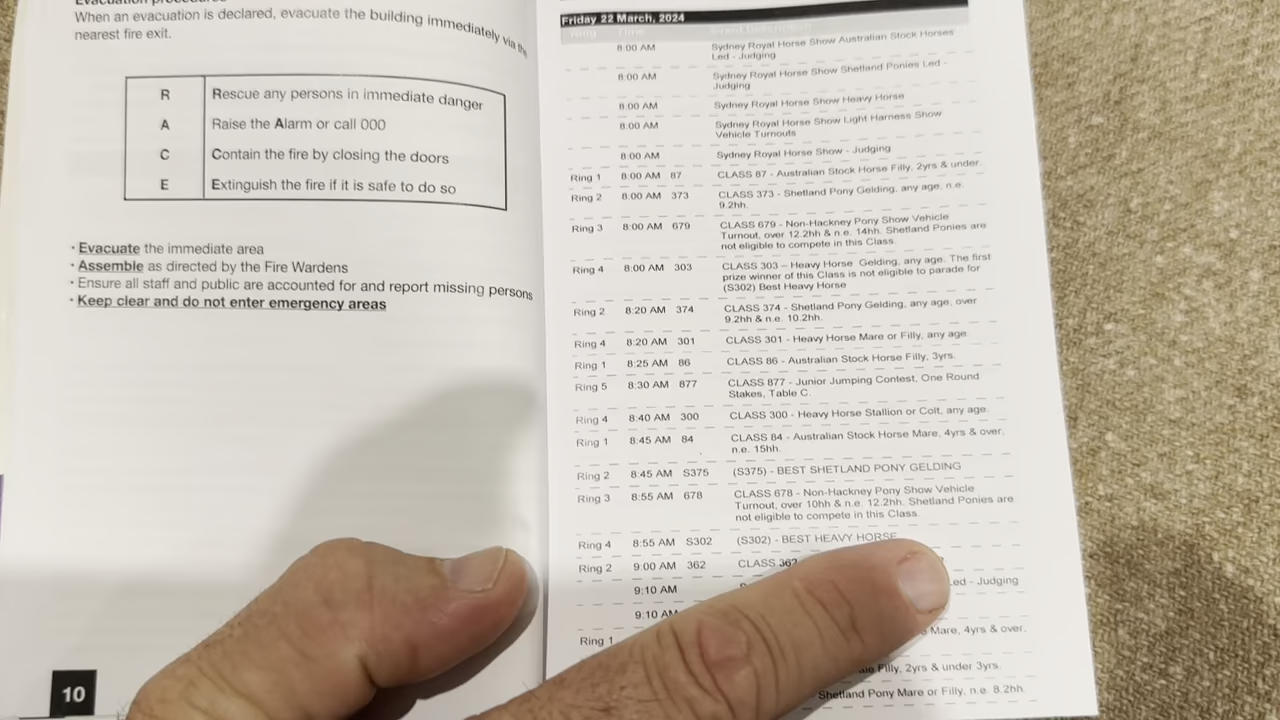 Evacuation procedures
When an evacuation is declared, evacuate the building immediately via the
nearest fire exit.
R Rescue any persons in immediate danger
A Raise the Alarm or call 000
C Contain the fire by closing the doors
E Extinguish the fire if it is safe to do so
· Evacuate the immediate area
· Assemble as directed by the Fire Wardens
· Ensure all staff and public are accounted for and report missing persons
· Keep clear and do not enter emergency areas
10
Friday 22 March, 2024
Ring Time Event Description
8:00 AM Sydney Royal Horse Show Australian Stock Horses
Led - Judging
8:00 AM Sydney Royal Horse Show Shetland Ponies Led -
Judging
8:00 AM Sydney Royal Horse Show Heavy Horse
8:00 AM Sydney Royal Horse Show Light Harness Show
Vehicle Turnouts
8:00 AM Sydney Royal Horse Show - Judging
Ring 1 8:00 AM 87 CLASS 87 - Australian Stock Horse Filly, 2yrs & under.
Ring 2 8:00 AM 373 CLASS 373 - Shetland Pony Gelding, any age, n.e.
9.2hh.
Ring 3 8:00 AM 679 CLASS 679 - Non-Hackney Pony Show Vehicle
Turnout, over 12.2hh & n.e. 14hh. Shetland Ponies are
not eligible to compete in this Class.
Ring 4 8:00 AM 303 CLASS 303 – Heavy Horse Gelding, any age. The first
prize winner of this Class is not eligible to parade for
(S302) Best Heavy Horse
Ring 2 8:20 AM 374 CLASS 374 - Shetland Pony Gelding, any age, over
9.2hh & n.e. 10.2hh.
Ring 4 8:20 AM 301 CLASS 301 - Heavy Horse Mare or Filly, any age.
Ring 1 8:25 AM 86 CLASS 86 - Australian Stock Horse Filly, 3yrs.
Ring 5 8:30 AM 877 CLASS 877 - Junior Jumping Contest, One Round
Stakes, Table C.
Ring 4 8:40 AM 300 CLASS 300 - Heavy Horse Stallion or Colt, any age.
Ring 1 8:45 AM 84 CLASS 84 - Australian Stock Horse Mare, 4yrs & over,
n.e. 15hh.
Ring 2 8:45 AM S375 (S375) - BEST SHETLAND PONY GELDING
Ring 3 8:55 AM 678 CLASS 678 - Non-Hackney Pony Show Vehicle
Turnout, over 10hh & n.e. 12.2hh. Shetland Ponies are
not eligible to compete in this Class.
Ring 4 8:55 AM S302 (S302) - BEST HEAVY HORSE
Ring 2 9:00 AM 362 CLASS 362
9:10 AM Led - Judging
9:10 AM
Ring 1 Mare, 4yrs & over,
Filly, 2yrs & under 3yrs.
Shetland Pony Mare or Filly, n.e. 8.2hh.